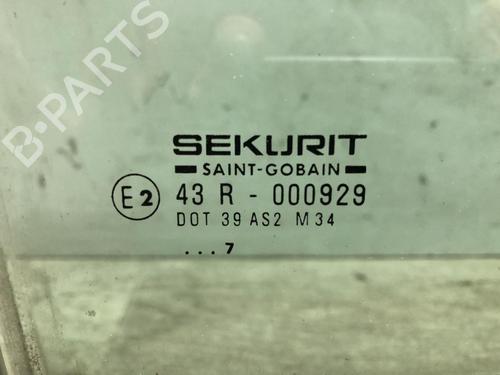 B-PARTS
SEKURIT
SAINT-GOBAIN
E2 43 R - 000929
DOT 39 AS2 M34
...7